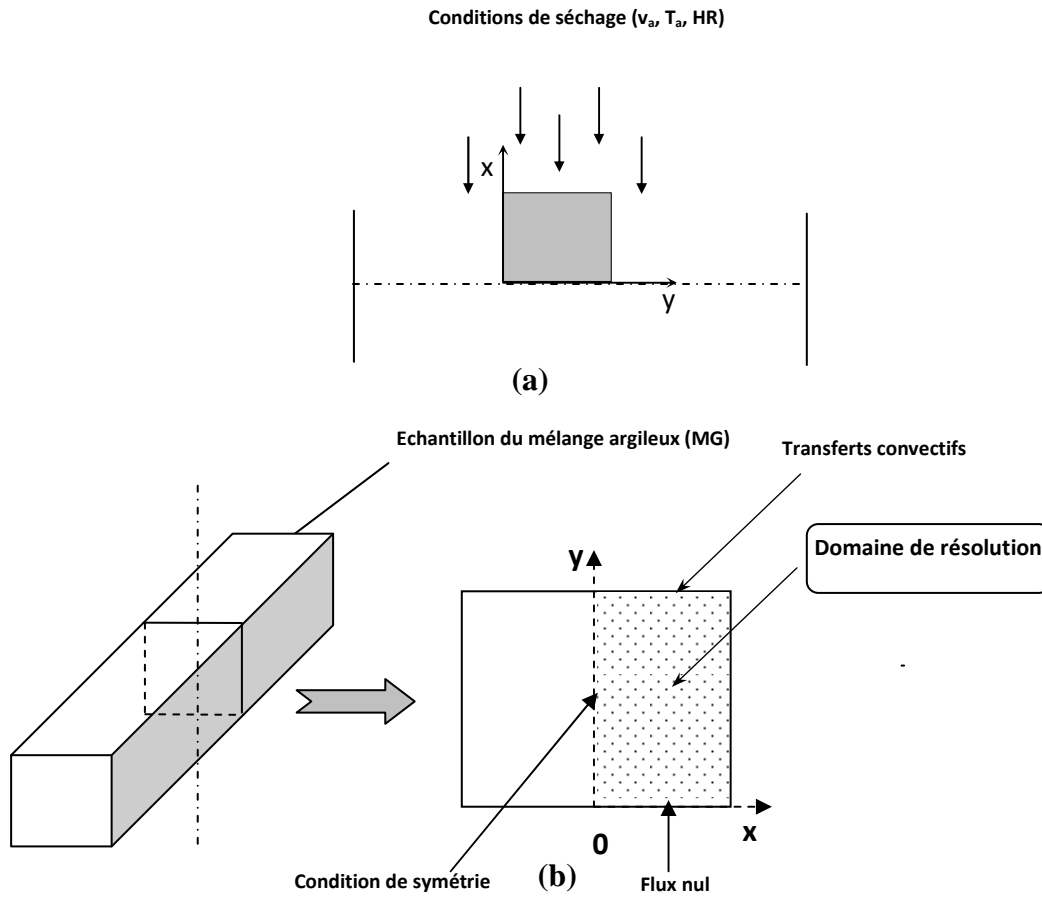 Conditions de séchage (va, Ta, HR)
x
y
(a)
Echantillon du mélange argileux (MG)
Transferts convectifs
Domaine de résolution
y
x
0
Condition de symétrie
(b)
Flux nul